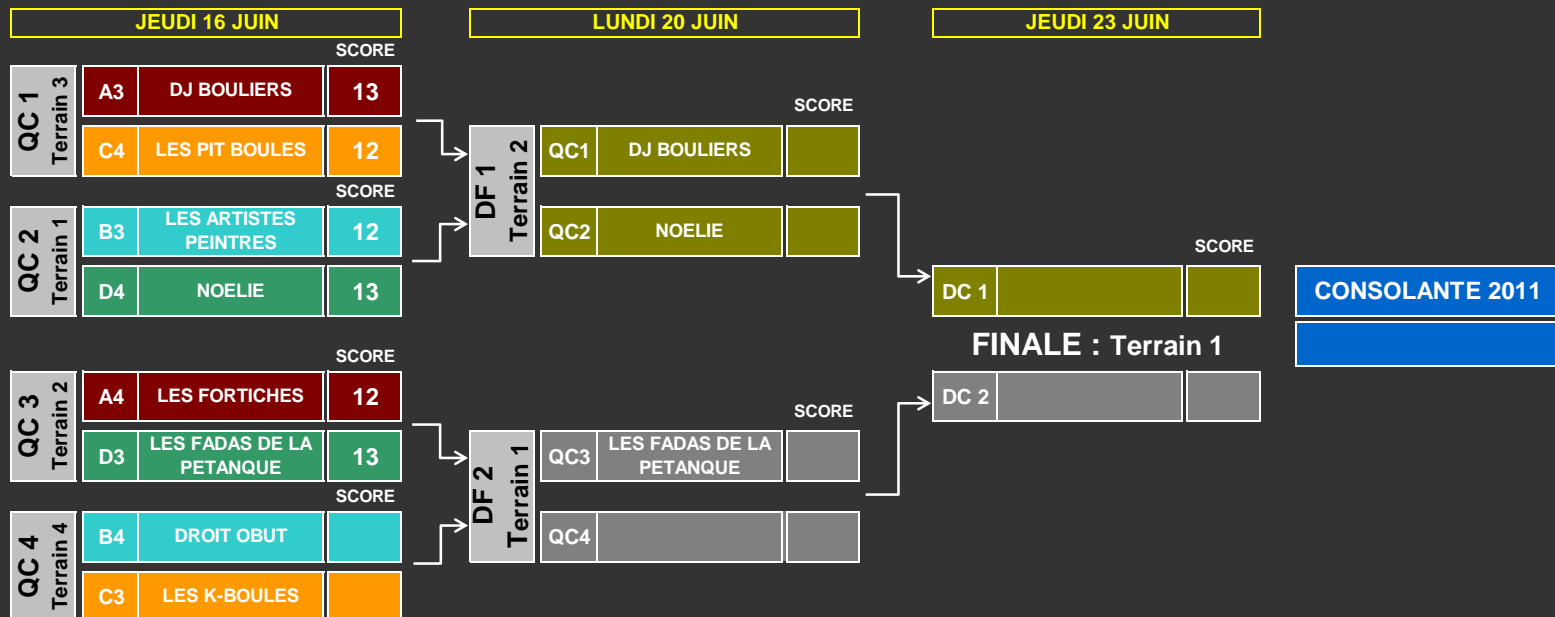 JEUDI 16 JUIN
LUNDI 20 JUIN
JEUDI 23 JUIN
SCORE
QC 1
Terrain 3
A3 DJ BOULIERS 13
C4 LES PIT BOULES 12
SCORE
QC 2
Terrain 1
B3 LES ARTISTES
PEINTRES 12
D4 NOELIE 13
SCORE
QC 3
Terrain 2
A4 LES FORTICHES 12
D3 LES FADAS DE LA
PETANQUE 13
SCORE
QC 4
Terrain 4
B4 DROIT OBUT
C3 LES K-BOULES
SCORE
DF 1
Terrain 2
QC1 DJ BOULIERS
QC2 NOELIE
SCORE
DF 2
Terrain 1
QC3 LES FADAS DE LA
PETANQUE
QC4
SCORE
DC 1
FINALE : Terrain 1
DC 2
CONSOLANTE 2011